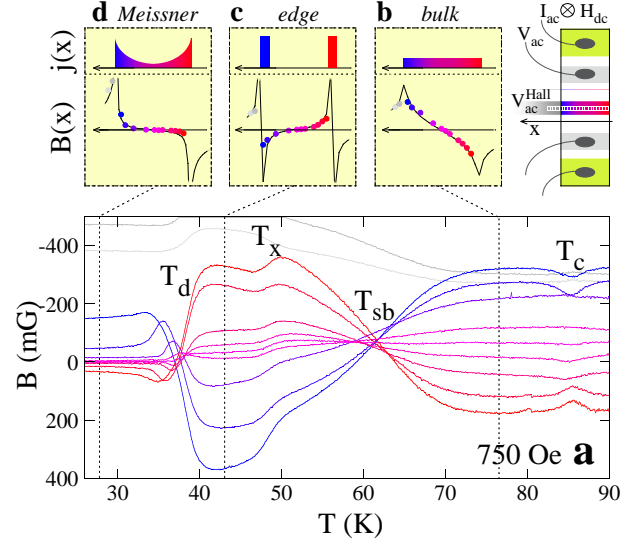 d Meissner
c edge
b bulk
I_ac ⊗ H_dc
V_ac
j(x)
B(x)
V_ac^Hall
x
-400
-200
0
200
400
B (mG)
T_d
T_x
T_sb
T_c
750 Oe a
30 40 50 60 70 80 90
T (K)